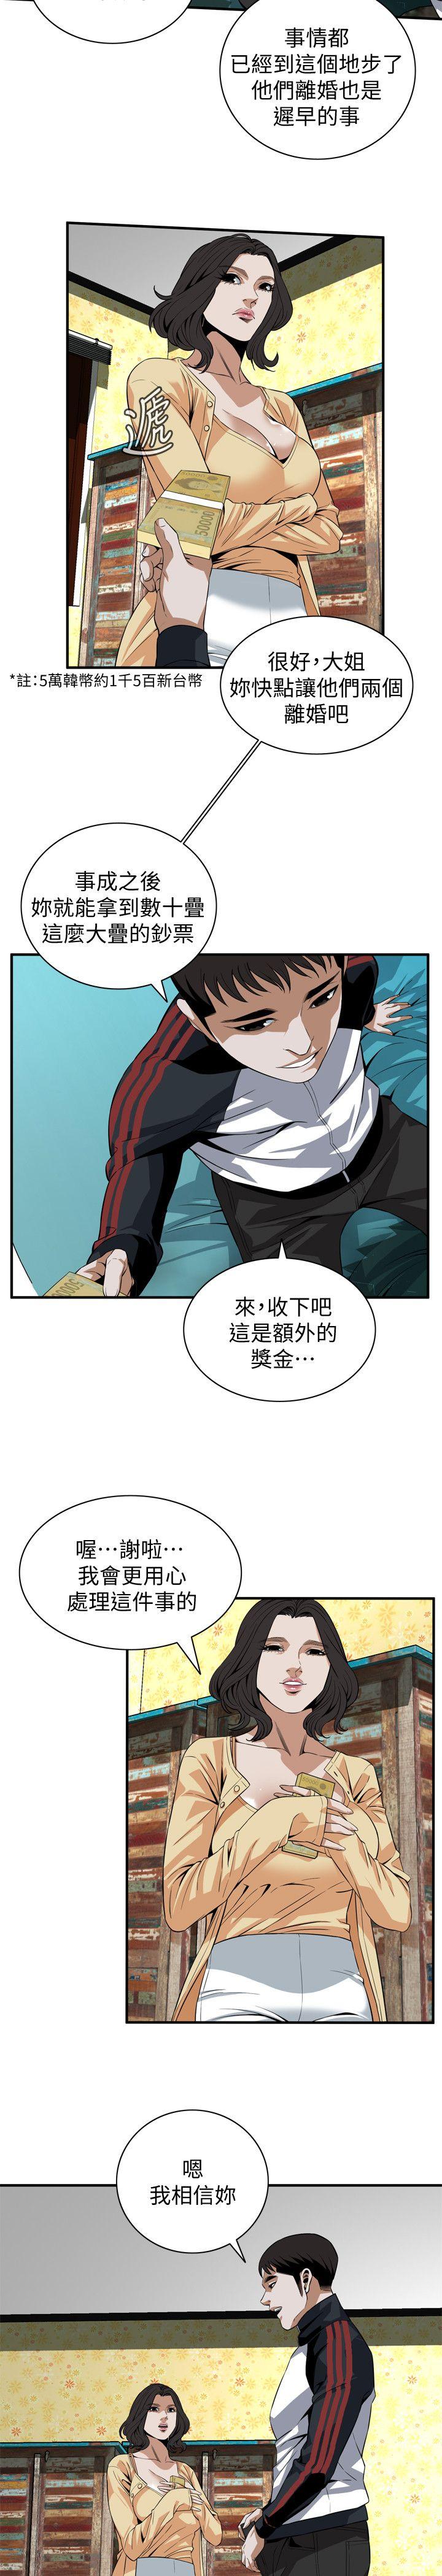 事情都
已經到這個地步了
他們離婚也是
遲早的事
遞
50000
*註:5萬韓幣約1千5百新台幣
很好,大姐
妳快點讓他們兩個
離婚吧
事成之後
妳就能拿到數十疊
這麼大疊的鈔票
50000
來,收下吧
這是額外的
獎金…
喔…謝啦…
我會更用心
處理這件事的
嗯
我相信妳